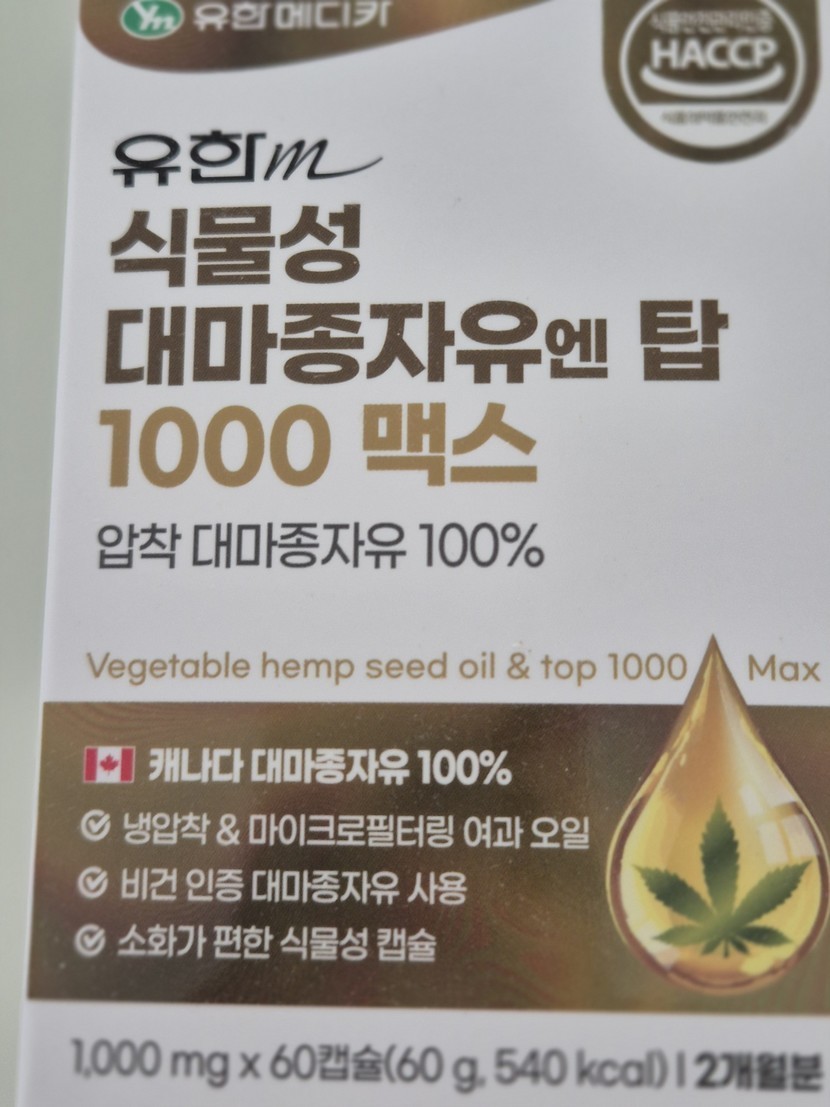 유한메디카
HACCP
유한m
식물성
대마종자유엔 탑
1000 맥스
압착 대마종자유 100%
Vegetable hemp seed oil & top 1000 Max
캐나다 대마종자유 100%
냉압착 & 마이크로필터링 여과 오일
비건 인증 대마종자유 사용
소화가 편한 식물성 캡슐
1,000 mg x 60캡슐(60 g, 540 kcal) | 2개월분